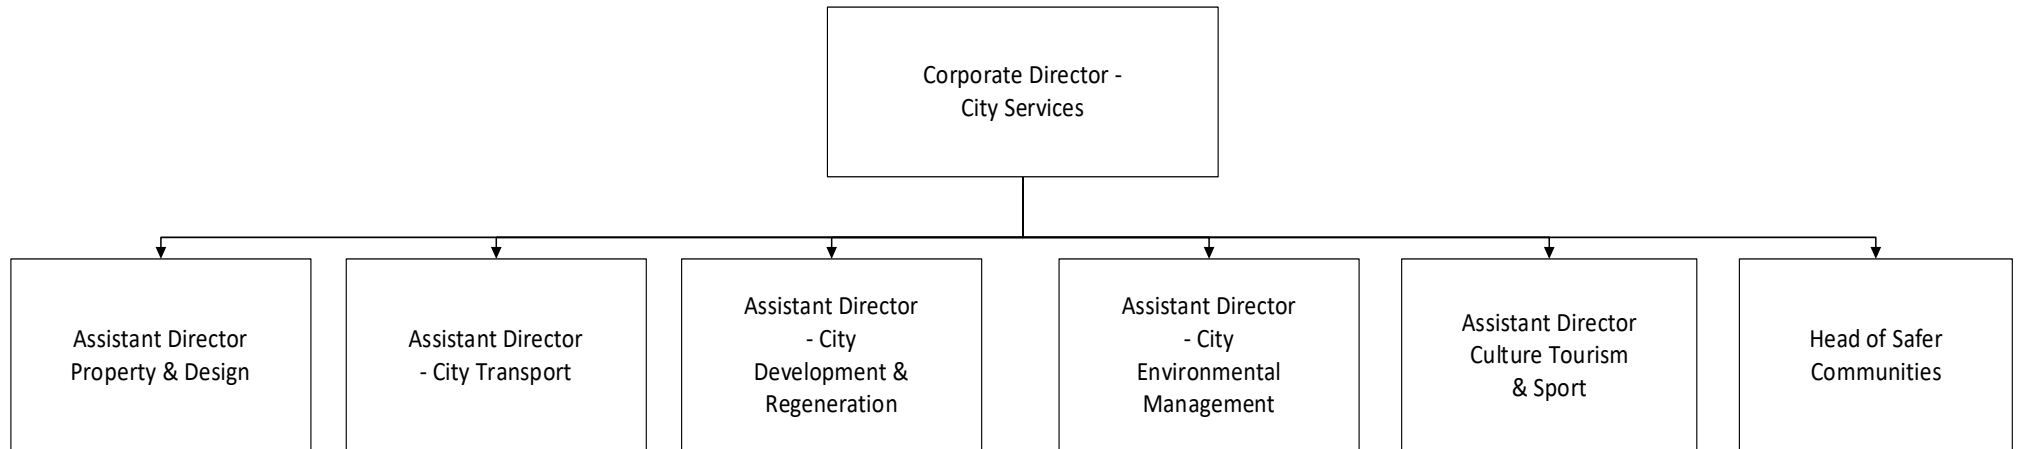 Corporate Director -
City Services
Assistant Director
Property & Design
Assistant Director
- City Transport
Assistant Director
- City
Development &
Regeneration
Assistant Director
- City
Environmental
Management
Assistant Director
Culture Tourism
& Sport
Head of Safer
Communities